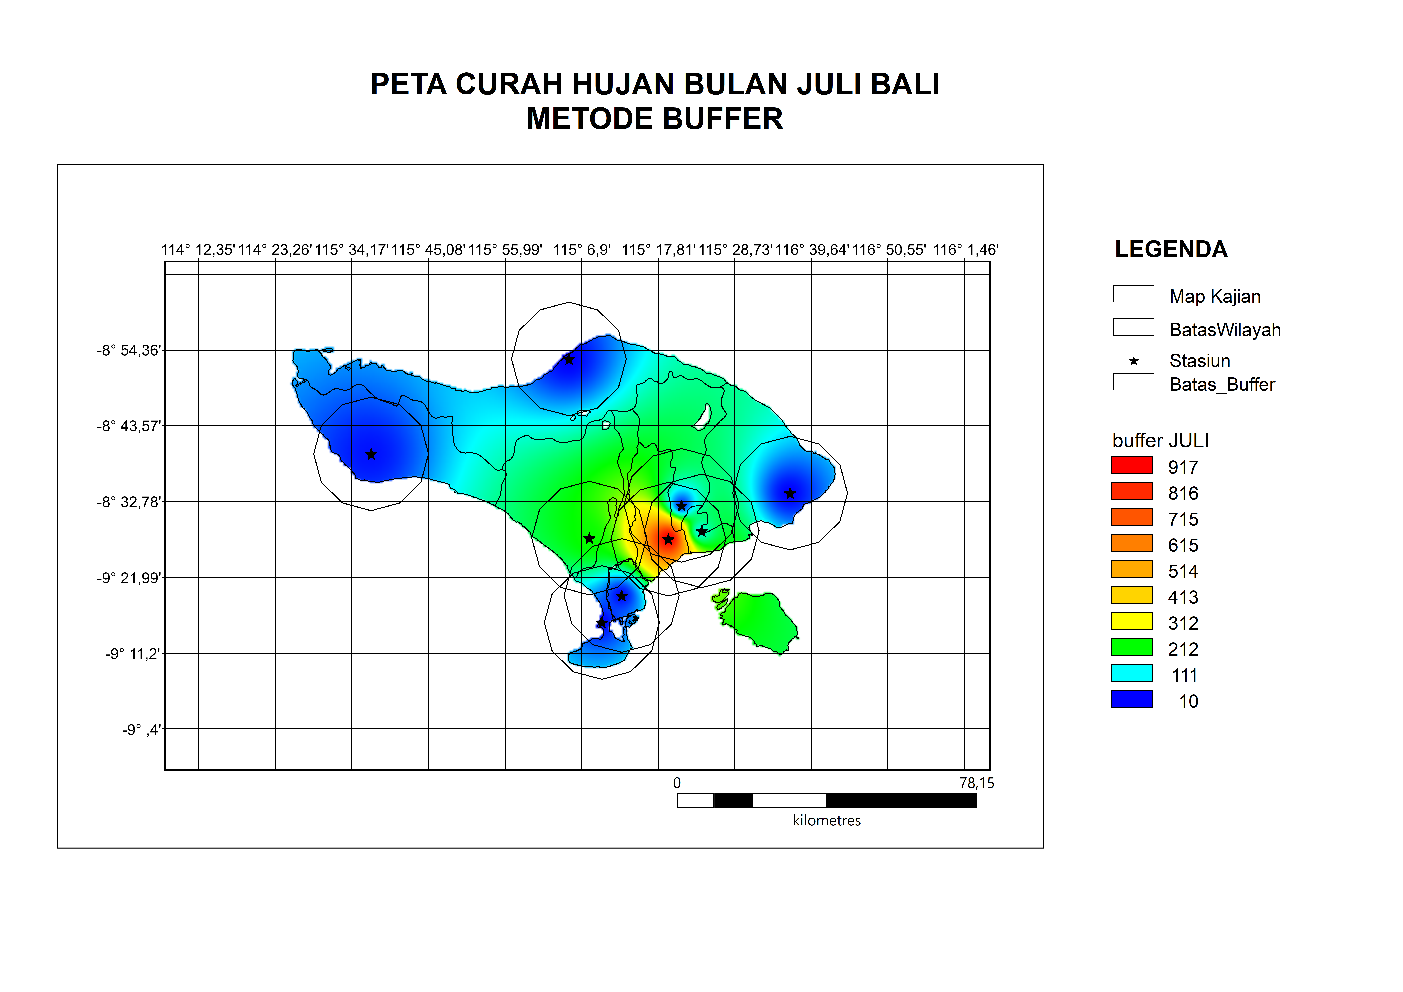 PETA CURAH HUJAN BULAN JULI BALI
METODE BUFFER
114° 12,35' 114° 23,26' 115° 34,17' 115° 45,08' 115° 55,99' 115° 6,9' 115° 17,81' 115° 28,73' 116° 39,64' 116° 50,55' 116° 1,46'
-8° 54,36'
-8° 43,57'
-8° 32,78'
-9° 21,99'
-9° 11,2'
-9° ,4'
0 78,15
kilometres
LEGENDA
Map Kajian
BatasWilayah
Stasiun
Batas_Buffer
buffer JULI
917
816
715
615
514
413
312
212
111
10